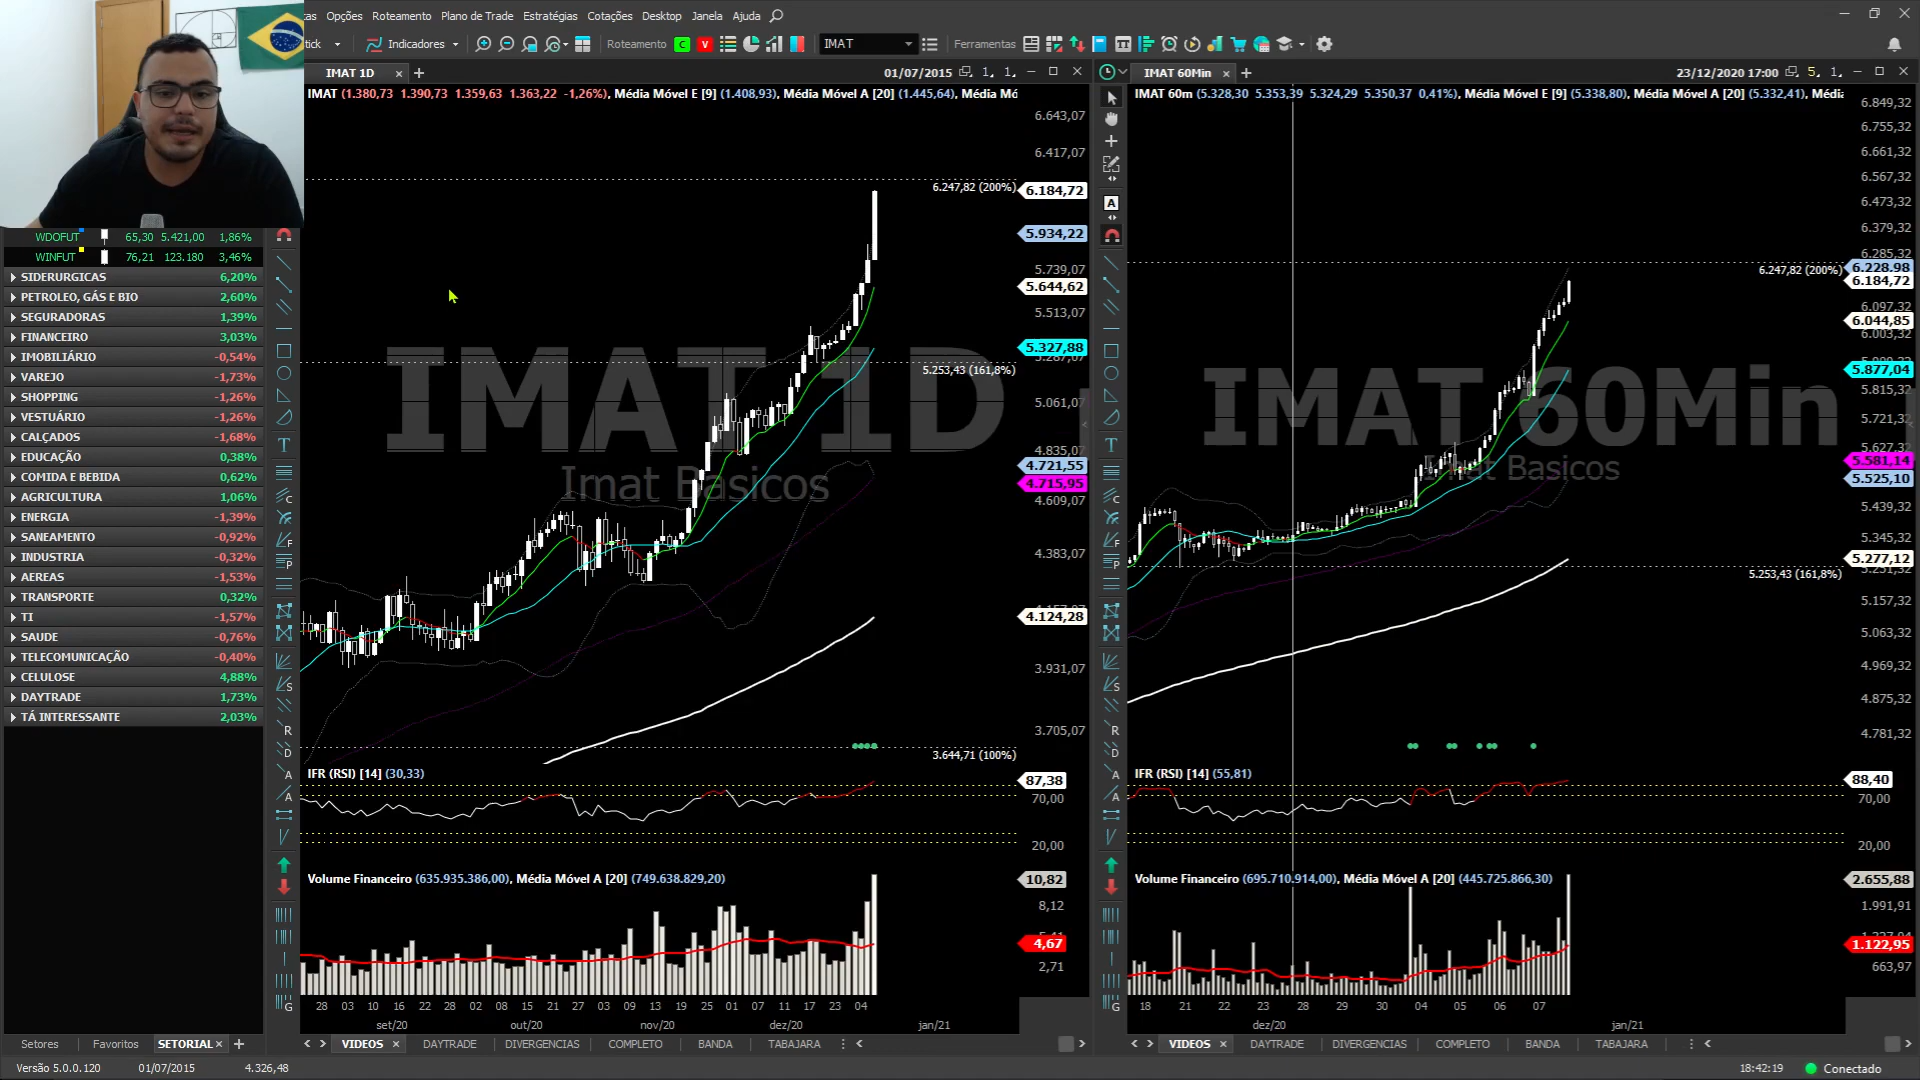 Opções Roteamento Plano de Trade Estratégias Cotações Desktop Janela Ajuda
Indicadores Roteamento C V IMAT Ferramentas
IMAT 1D 01/07/2015 1, 1,
IMAT (1.380,73 1.390,73 1.359,63 1.363,22 -1,26%), Média Móvel E [9] (1.408,93), Média Móvel A [20] (1.445,64), Média Mó
6.643,07
6.417,07
6.247,82 (200%) 6.184,72
5.934,22
5.739,07
5.644,62
5.513,07
5.327,88
5.253,43 (161,8%)
5.061,07
4.835,07
4.721,55
4.715,95
4.609,07
4.383,07
4.124,28
3.931,07
3.705,07
3.644,71 (100%)
IMAT 1D
Imat Basicos
IFR (RSI) [14] (30,33)
87,38
70,00
20,00
Volume Financeiro (635.935.386,00), Média Móvel A [20] (749.638.829,20)
10,82
8,12
4,67
2,71
28 03 10 16 22 28 02 08 15 21 27 03 09 13 19 25 01 07 11 17 23 04
set/20 out/20 nov/20 dez/20 jan/21
VIDEOS DAYTRADE DIVERGENCIAS COMPLETO BANDA TABAJARA
IMAT 60Min 23/12/2020 17:00 5, 1,
IMAT 60m (5.328,30 5.353,39 5.324,29 5.350,37 0,41%), Média Móvel E [9] (5.338,80), Média Móvel A [20] (5.332,41), Média
6.849,32
6.755,32
6.661,32
6.567,32
6.473,32
6.379,32
6.285,32
6.247,82 (200%) 6.228,98
6.184,72
6.097,32
6.044,85
6.003,32
5.877,04
5.815,32
5.721,32
5.627,32
5.581,14
5.525,10
5.439,32
5.345,32
5.277,12
5.253,43 (161,8%)
5.157,32
5.063,32
4.969,32
4.875,32
4.781,32
IMAT 60Min
Imat Basicos
IFR (RSI) [14] (55,81)
88,40
70,00
20,00
Volume Financeiro (695.710.914,00), Média Móvel A [20] (445.725.866,30)
2.655,88
1.991,91
1.122,95
663,97
18 21 22 23 28 29 30 04 05 06 07
dez/20 jan/21
VIDEOS DAYTRADE DIVERGENCIAS COMPLETO BANDA TABAJARA
WDOFUT 65,30 5.421,00 1,86%
WINFUT 76,21 123.180 3,46%
SIDERURGICAS 6,20%
PETROLEO, GÁS E BIO 2,60%
SEGURADORAS 1,39%
FINANCEIRO 3,03%
IMOBILIÁRIO -0,54%
VAREJO -1,73%
SHOPPING -1,26%
VESTUÁRIO -1,26%
CALÇADOS -1,68%
EDUCAÇÃO 0,38%
COMIDA E BEBIDA 0,62%
AGRICULTURA 1,06%
ENERGIA -1,39%
SANEAMENTO -0,92%
INDUSTRIA -0,32%
AEREAS -1,53%
TRANSPORTE 0,32%
TI -1,57%
SAUDE -0,76%
TELECOMUNICAÇÃO -0,40%
CELULOSE 4,88%
DAYTRADE 1,73%
TÁ INTERESSANTE 2,03%
Setores Favoritos SETORIAL
Versão 5.0.0.120 01/07/2015 4.326,48 18:42:19 Conectado